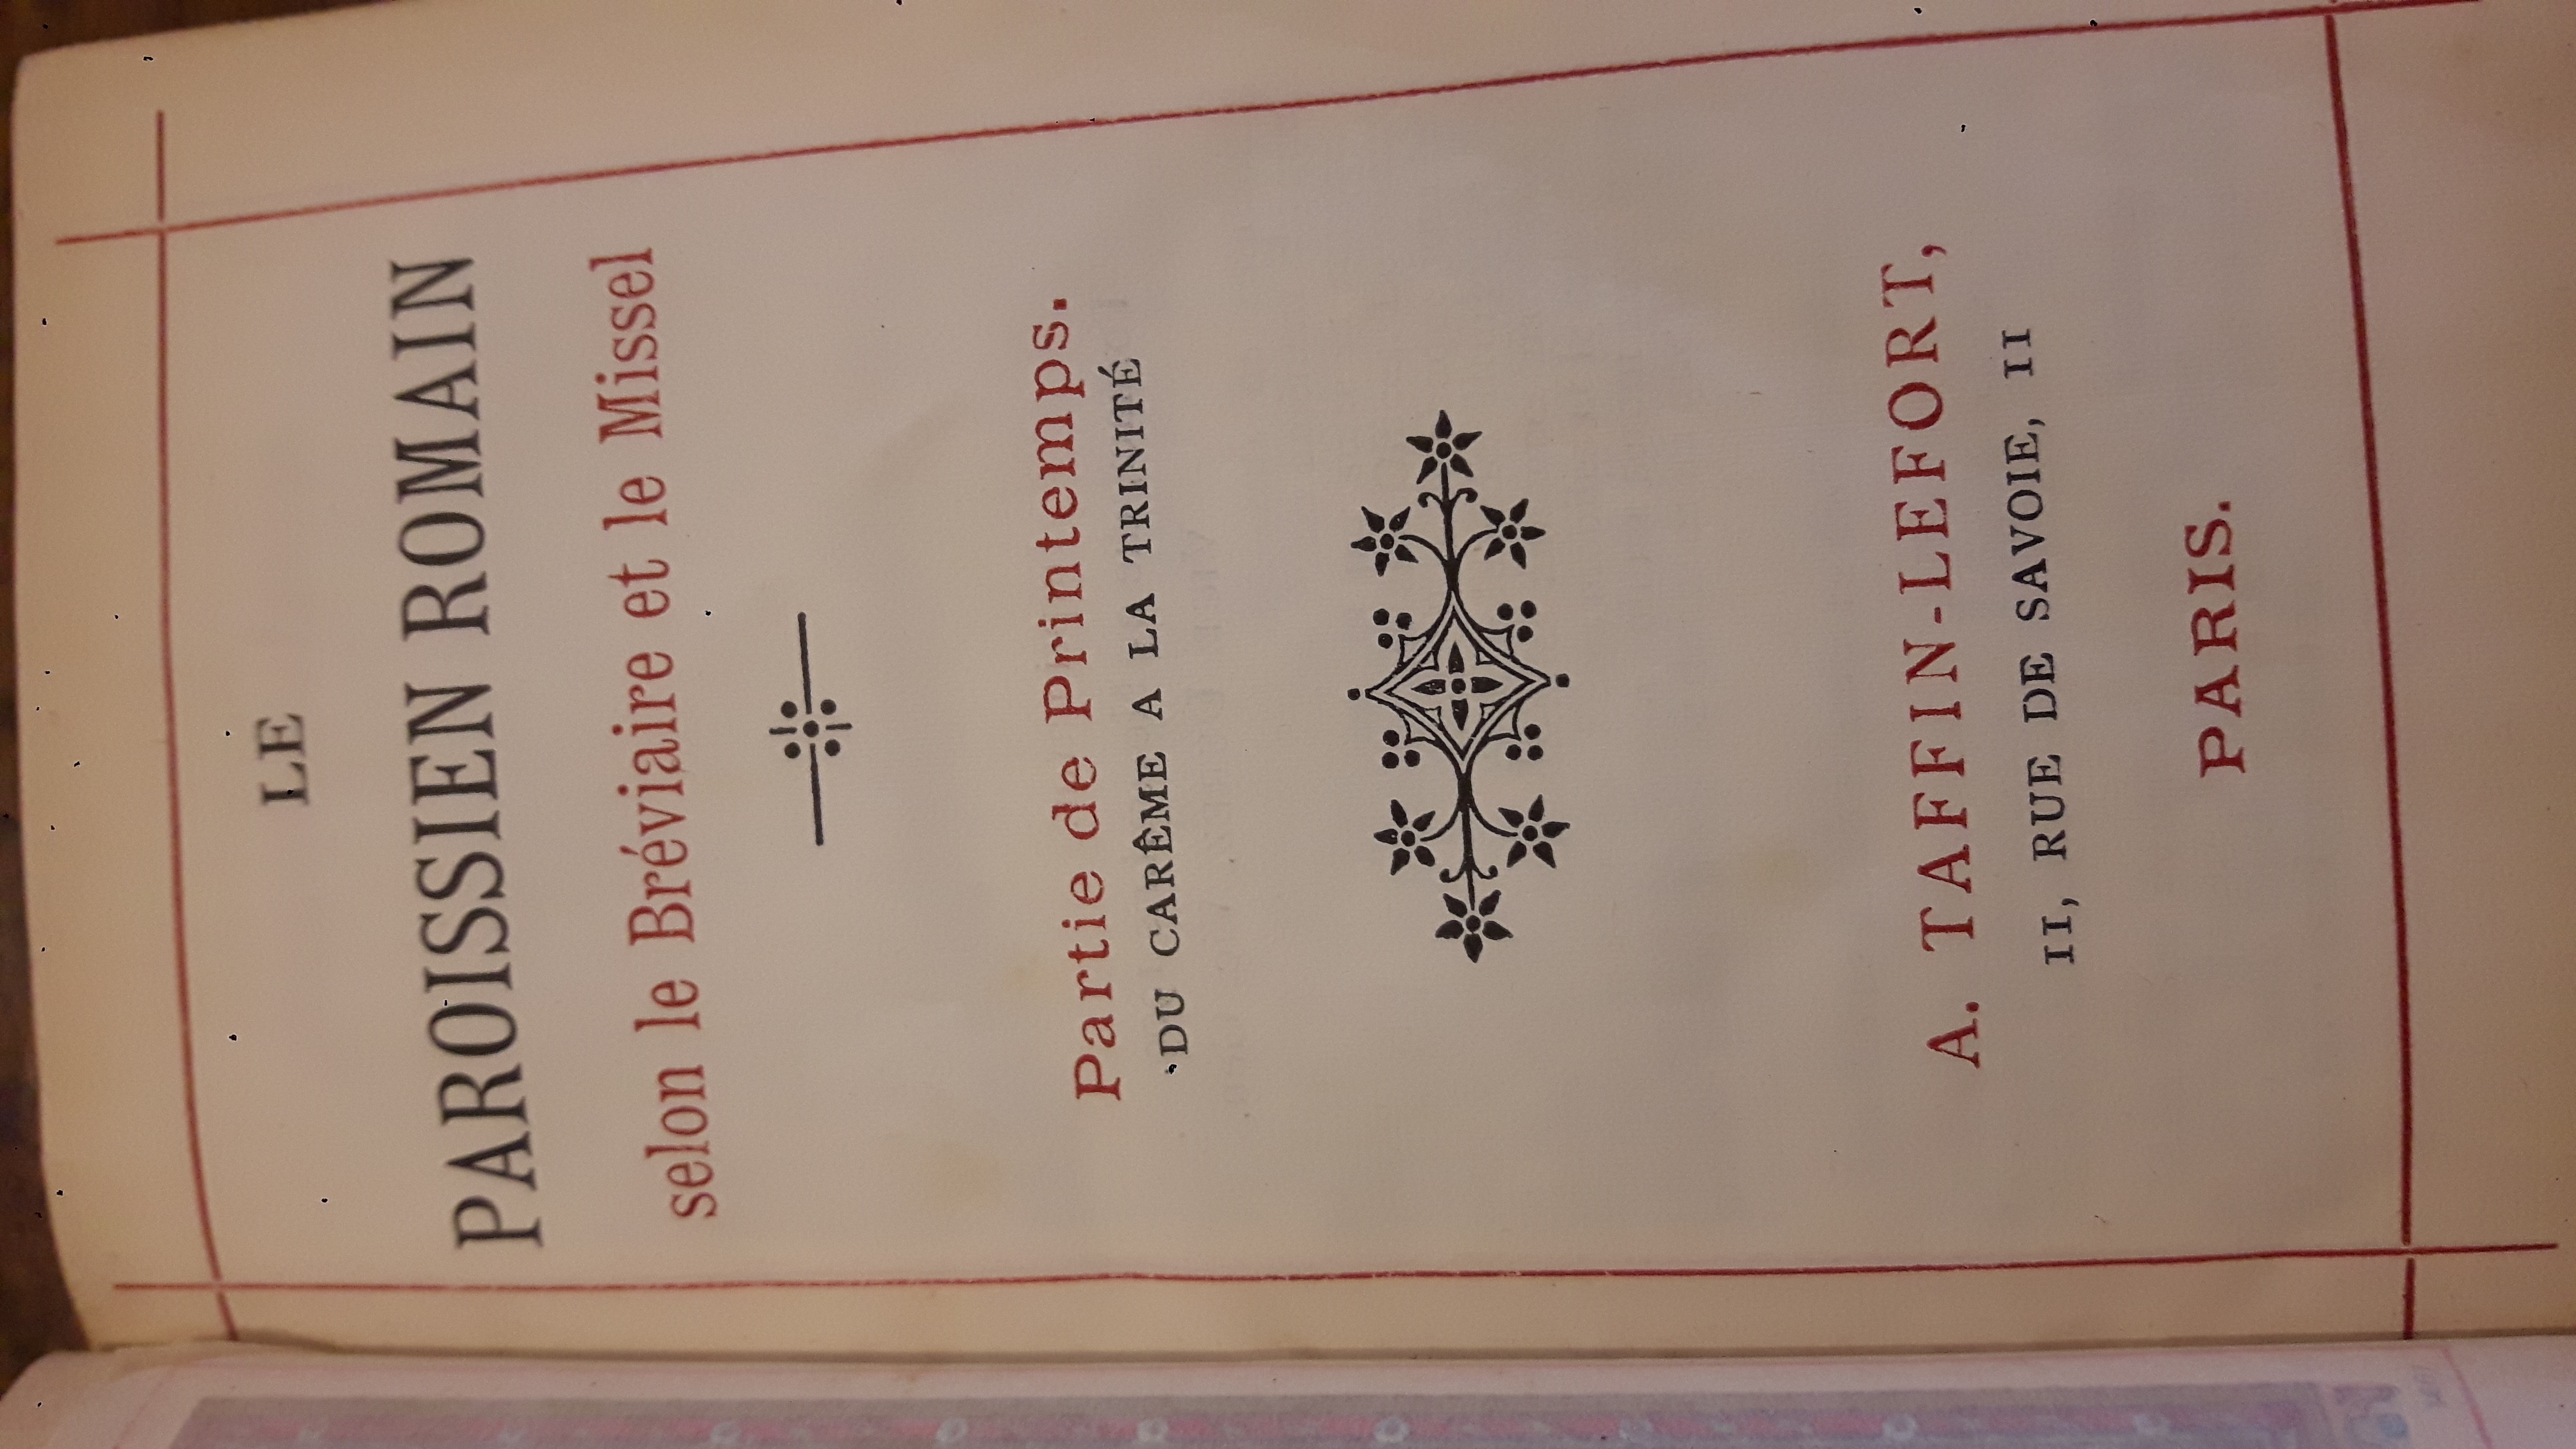 LE
PAROISSIEN ROMAIN
selon le Bréviaire et le Missel
Partie de Printemps.
DU CARÊME A LA TRINITÉ
A. TAFFIN-LEFORT,
11, RUE DE SAVOIE, 11
PARIS.